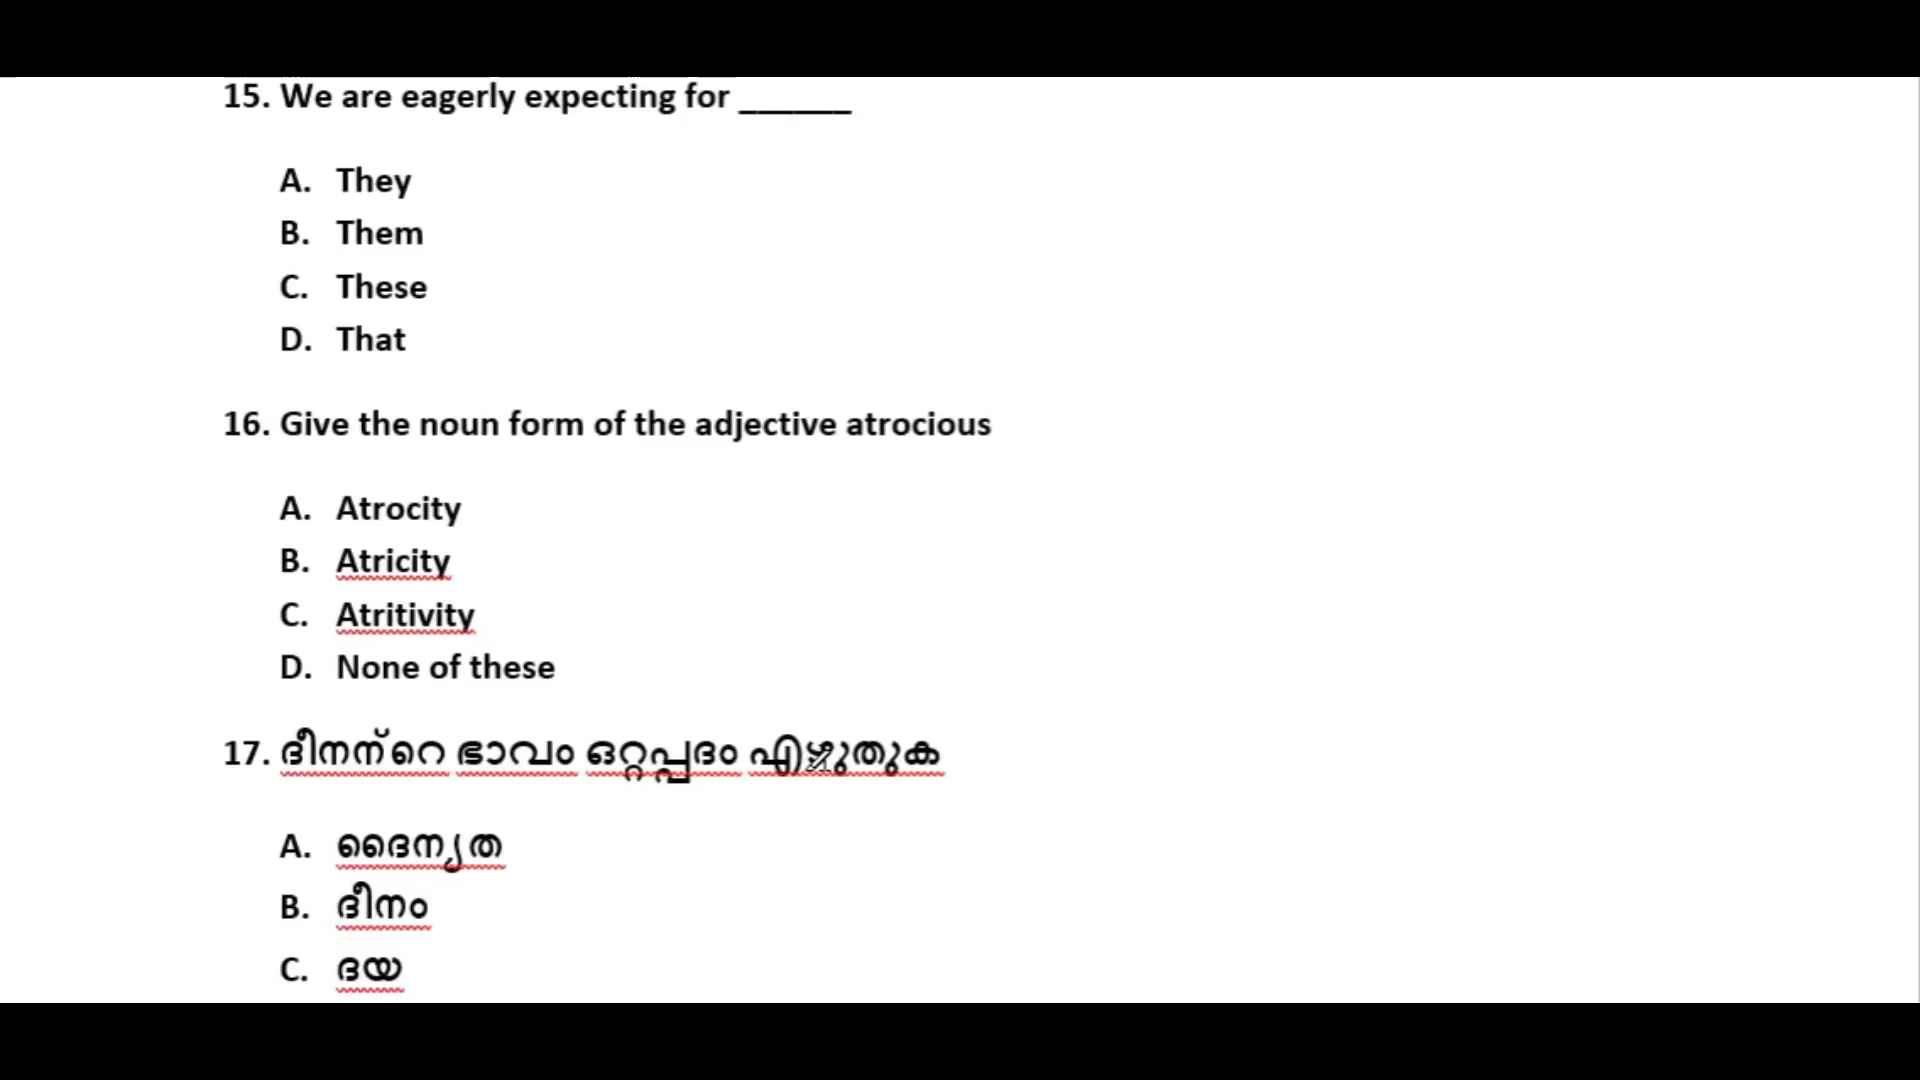 15. We are eagerly expecting for ______
A. They
B. Them
C. These
D. That
16. Give the noun form of the adjective atrocious
A. Atrocity
B. Atricity
C. Atritivity
D. None of these
17. ദീനന്റെ ഭാവം ഒറ്റപ്പദം എഴുതുക
A. ദൈന്യത
B. ദീനം
C. ദയ